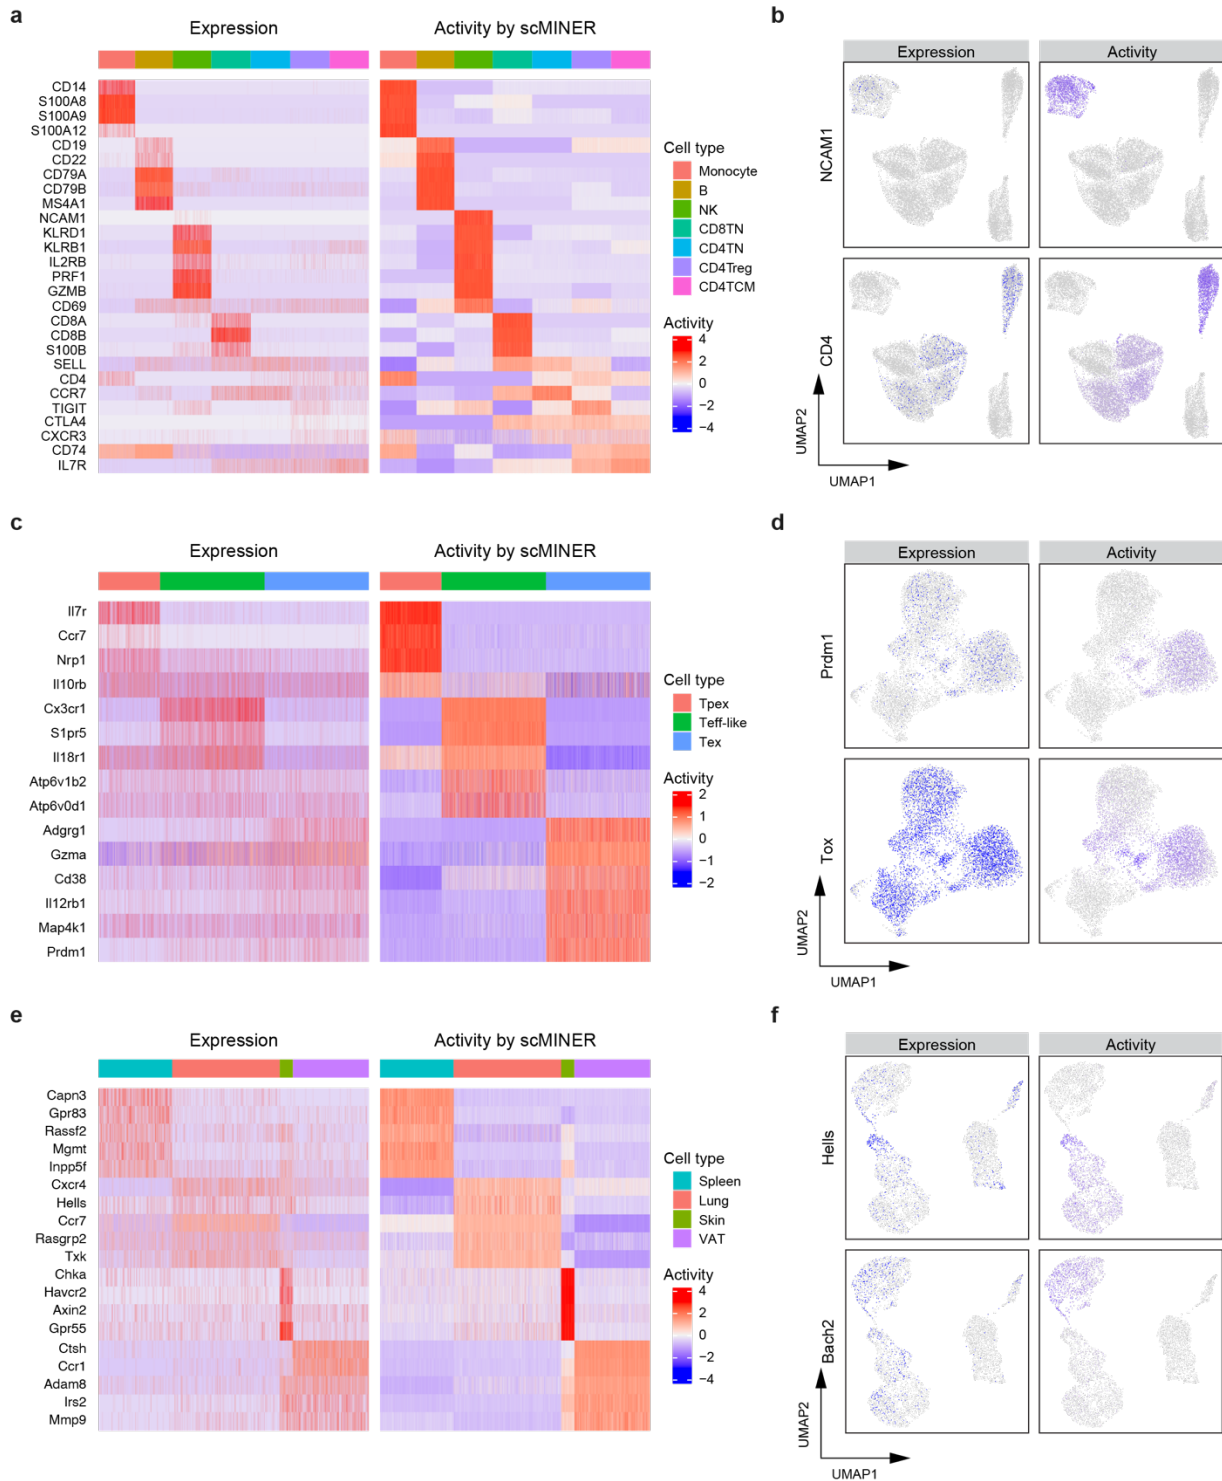 a
Expression
Activity by scMINER
CD14
S100A8
S100A9
S100A12
CD19
CD22
CD79A
CD79B
MS4A1
NCAM1
KLRD1
KLRB1
IL2RB
PRF1
GZMB
CD69
CD8A
CD8B
S100B
SELL
CD4
CCR7
TIGIT
CTLA4
CXCR3
CD74
IL7R
Cell type
Monocyte
B
NK
CD8TN
CD4TN
CD4Treg
CD4TCM
Activity
4
2
0
−2
−4
b
Expression
Activity
NCAM1
CD4
UMAP2
UMAP1
c
Expression
Activity by scMINER
Il7r
Ccr7
Nrp1
Il10rb
Cx3cr1
S1pr5
Il18r1
Atp6v1b2
Atp6v0d1
Adgrg1
Gzma
Cd38
Il12rb1
Map4k1
Prdm1
Cell type
Tpex
Teff-like
Tex
Activity
2
1
0
−1
−2
d
Expression
Activity
Prdm1
Tox
UMAP2
UMAP1
e
Expression
Activity by scMINER
Capn3
Gpr83
Rassf2
Mgmt
Inpp5f
Cxcr4
Hells
Ccr7
Rasgrp2
Txk
Chka
Havcr2
Axin2
Gpr55
Ctsh
Ccr1
Adam8
Irs2
Mmp9
Cell type
Spleen
Lung
Skin
VAT
Activity
4
2
0
−2
−4
f
Expression
Activity
Hells
Bach2
UMAP2
UMAP1